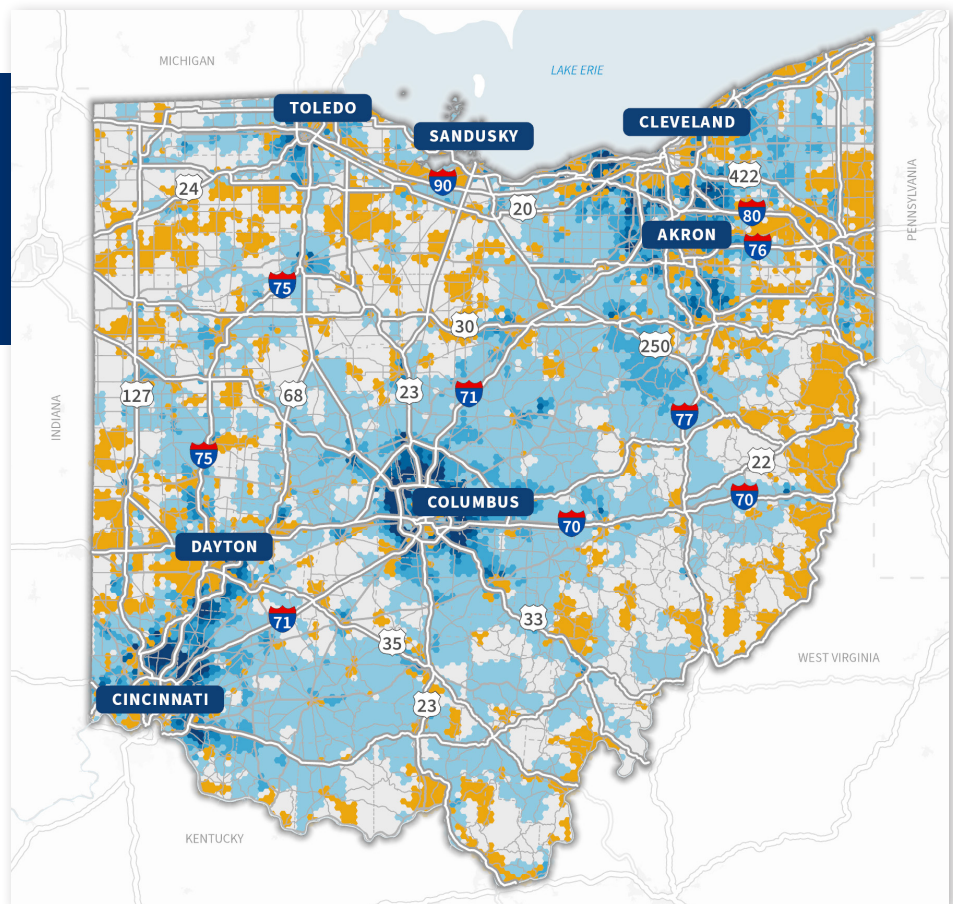 MICHIGAN
LAKE ERIE
TOLEDO
SANDUSKY
CLEVELAND
24
90
20
422
80
AKRON
76
PENNSYLVANIA
75
30
250
127
68
23
71
77
INDIANA
75
22
COLUMBUS
70
70
DAYTON
71
33
35
WEST VIRGINIA
CINCINNATI
23
KENTUCKY